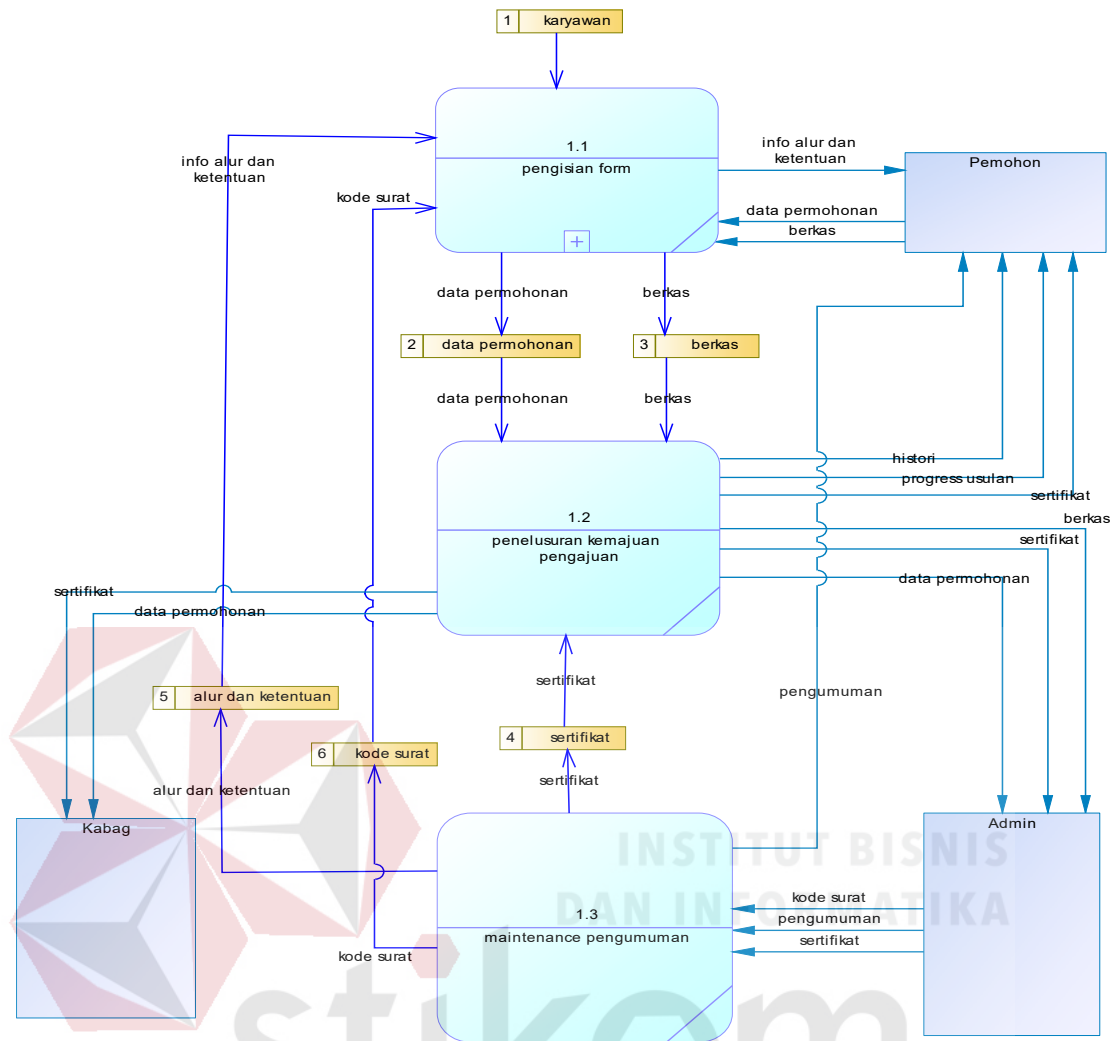 1 karyawan
1.1
pengisian form
info alur dan
ketentuan
kode surat
info alur dan
ketentuan
Pemohon
data permohonan
berkas
data permohonan
berkas
2 data permohonan
3 berkas
data permohonan
berkas
histori
progress usulan
sertifikat
1.2
penelusuran kemajuan
pengajuan
berkas
sertifikat
data permohonan
sertifikat
data permohonan
sertifikat
pengumuman
5 alur dan ketentuan
4 sertifikat
6 kode surat
sertifikat
alur dan ketentuan
Kabag
Admin
INSTITUT BISNIS
DAN INFORMATIKA
kode surat
pengumuman
sertifikat
1.3
maintenance pengumuman
kode surat
stikom